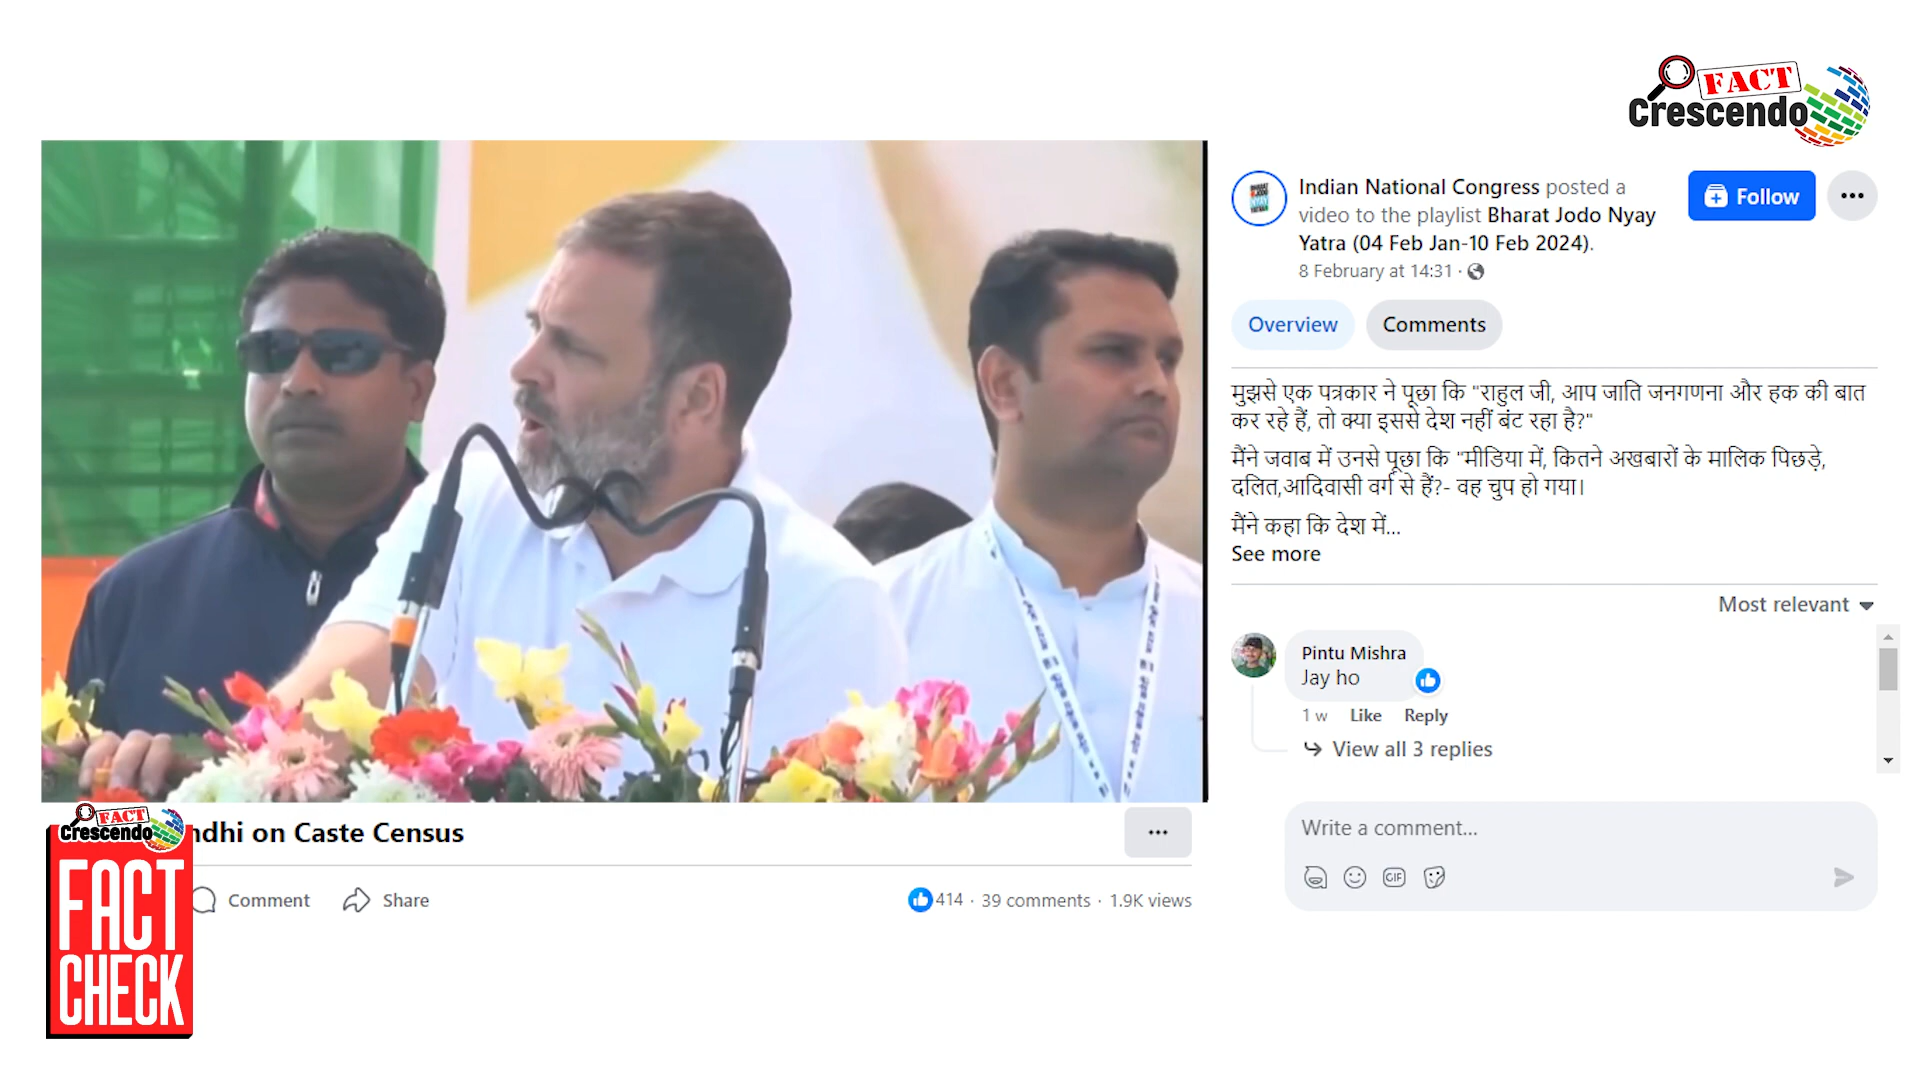 FACT
Crescendo
Indian National Congress posted a
video to the playlist Bharat Jodo Nyay
Yatra (04 Feb Jan-10 Feb 2024).
8 February at 14:31 ·
Follow
Overview
Comments
मुझसे एक पत्रकार ने पूछा कि "राहुल जी, आप जाति जनगणना और हक की बात
कर रहे हैं, तो क्या इससे देश नहीं बंट रहा है?"
मैंने जवाब में उनसे पूछा कि "मीडिया में, कितने अखबारों के मालिक पिछड़े,
दलित,आदिवासी वर्ग से हैं?- वह चुप हो गया।
मैंने कहा कि देश में...
See more
Most relevant
Pintu Mishra
Jay ho
1 w Like Reply
View all 3 replies
Write a comment...
GIF
ndhi on Caste Census
Comment
Share
414 · 39 comments · 1.9K views
FACT
Crescendo
FACT
CHECK